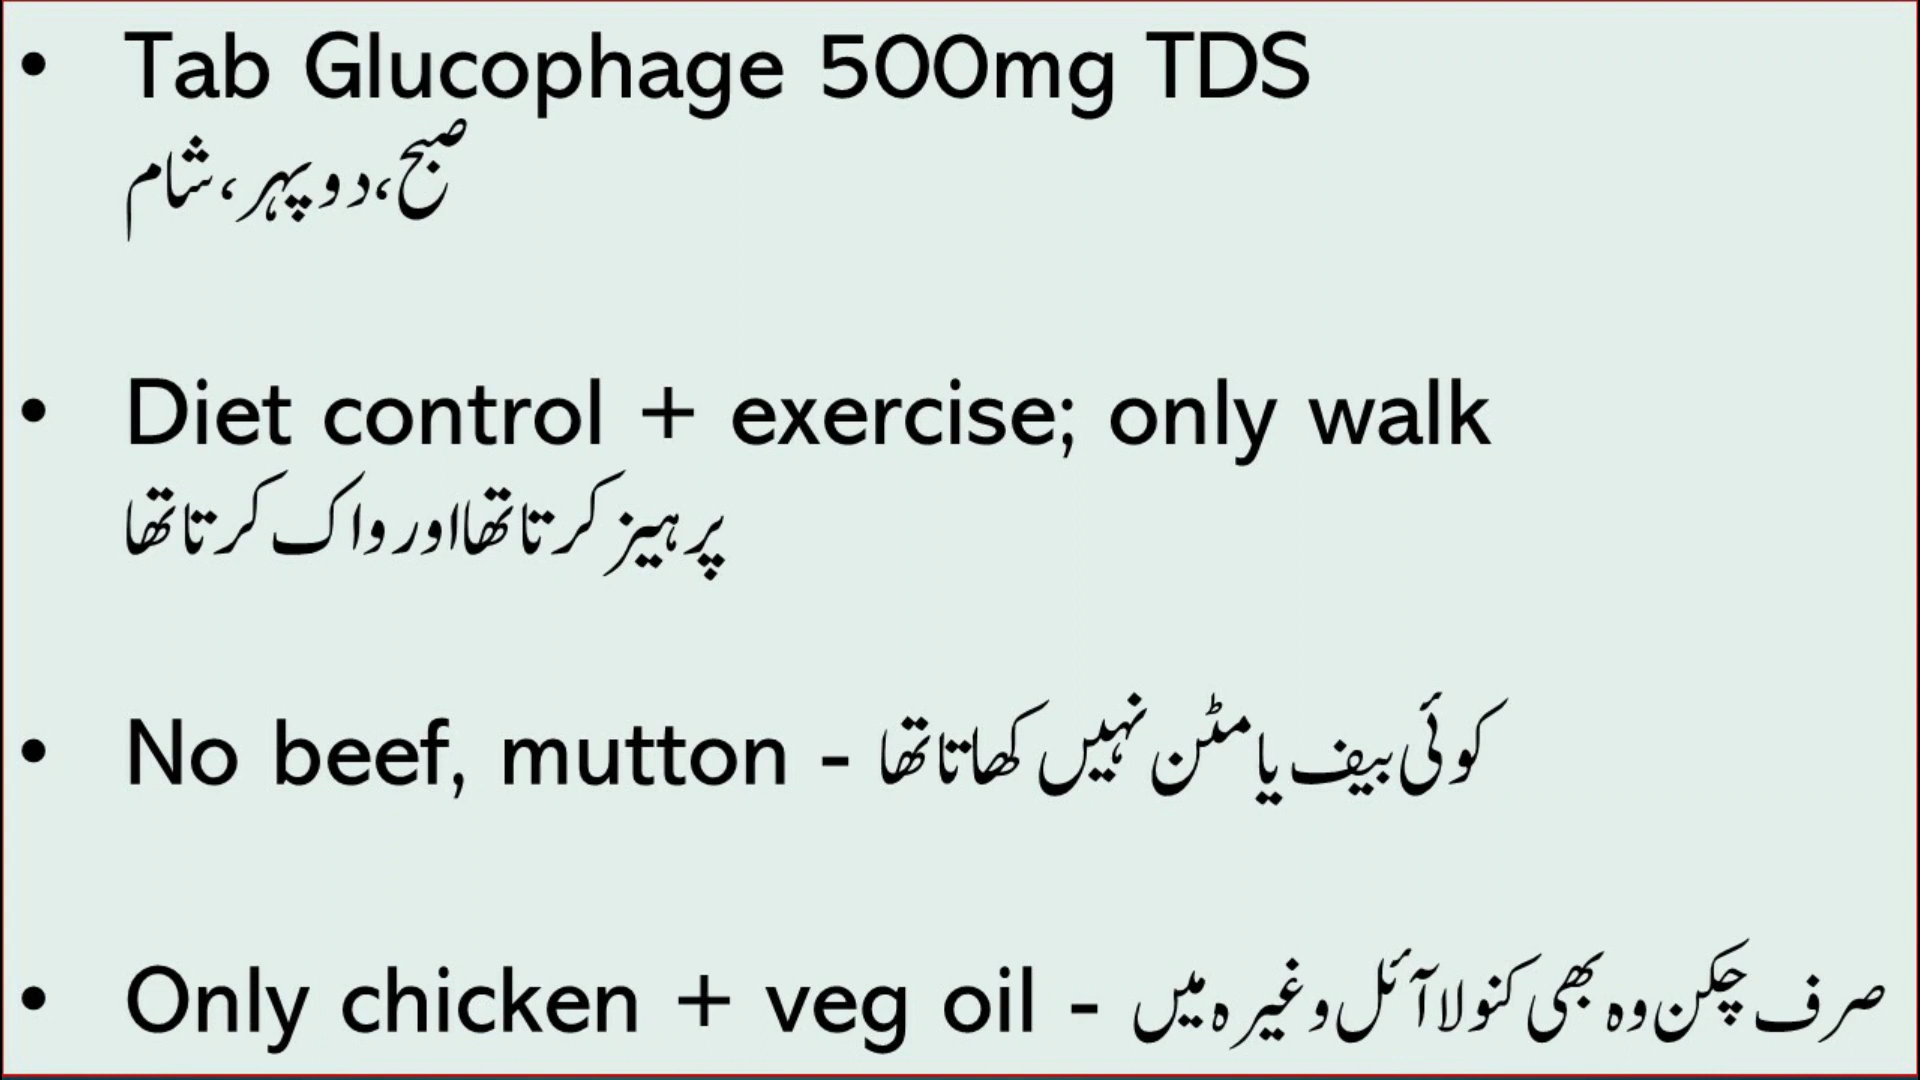 • Tab Glucophage 500mg TDS
صبح،دوپہر،شام
• Diet control + exercise; only walk
پرہیز کرتا تھا اور واک کرتا تھا
• No beef, mutton - کوئی بیف یا مٹن نہیں کھاتا تھا
• Only chicken + veg oil - صرف چکن وہ بھی کنولا آئل وغیرہ میں